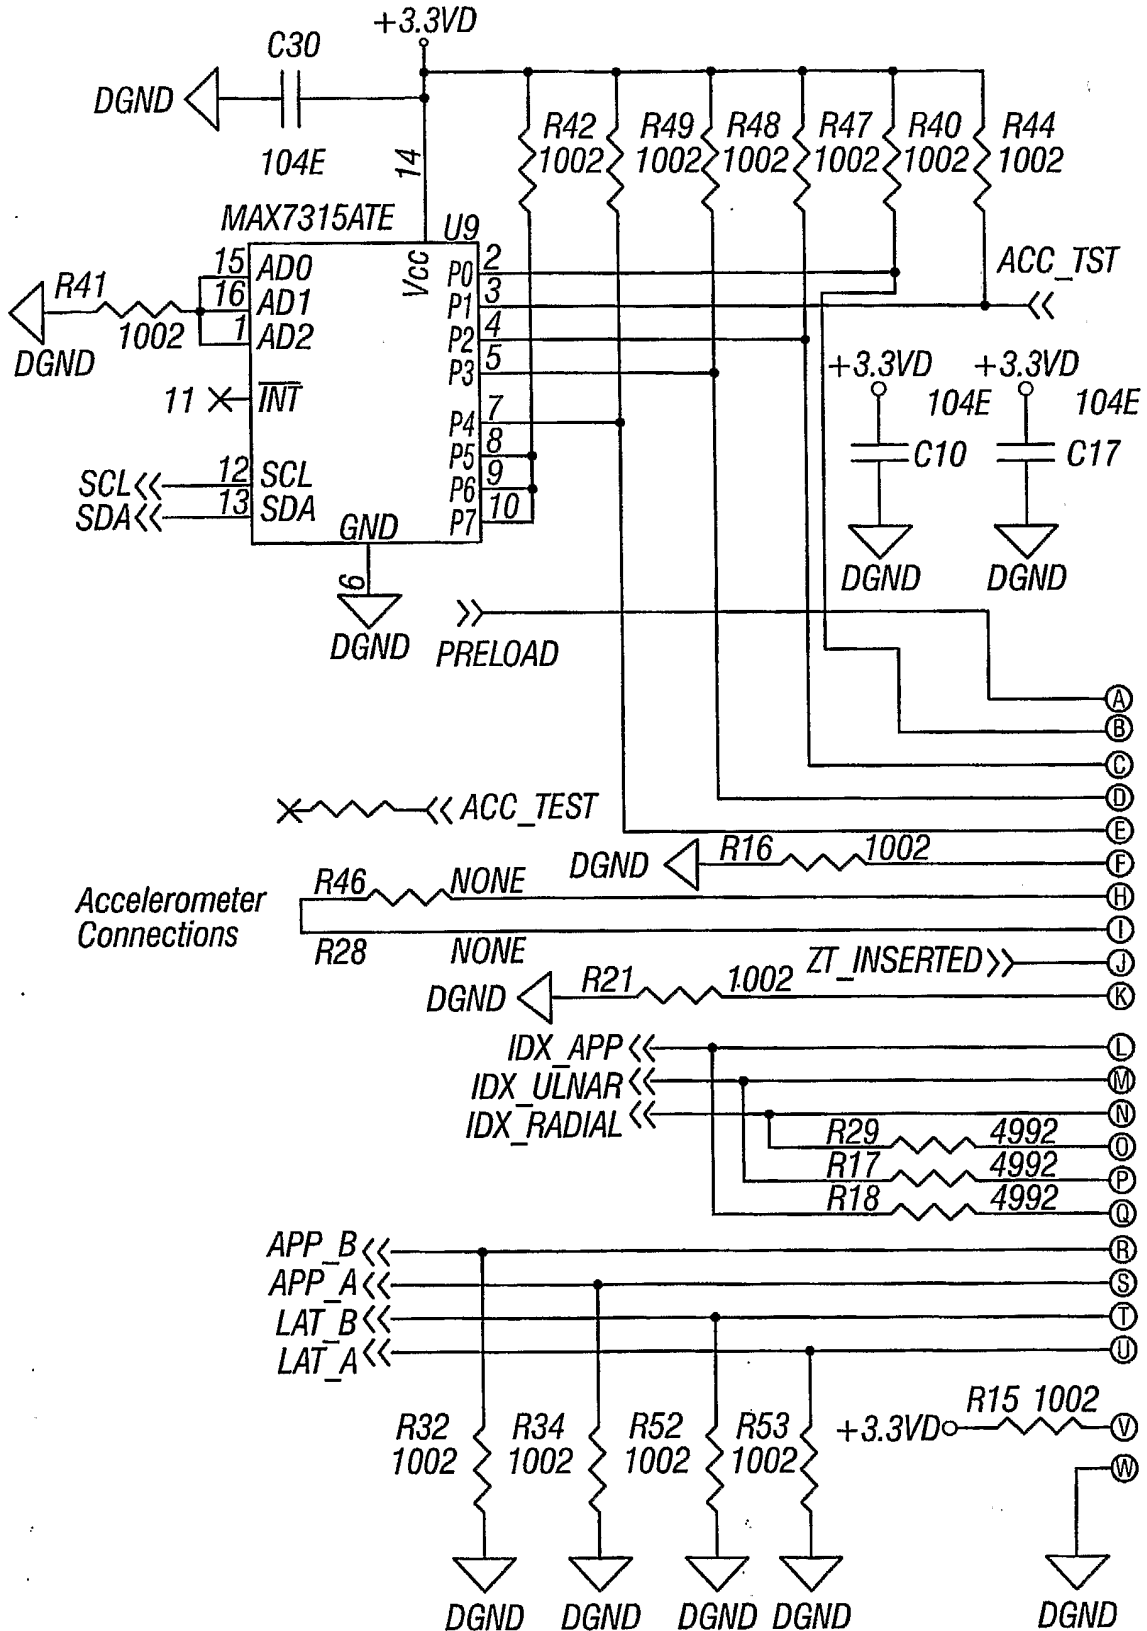 +3.3VD
C30
DGND
104E
14
R42
1002
R49
1002
R48
1002
R47
1002
R40
1002
R44
1002
MAX7315ATE
U9
Vcc
15 AD0
16 AD1
1 AD2
R41
1002
DGND
11 INT
SCL 12 SCL
SDA 13 SDA
GND
6
DGND
P0 2
P1 3
P2 4
P3 5
P4 7
P5 8
P6 9
P7 10
ACC_TST
+3.3VD
104E
C10
DGND
+3.3VD
104E
C17
DGND
PRELOAD
A
B
C
D
ACC_TEST
E
DGND R16 1002 F
Accelerometer
Connections
R46 NONE H
I
R28 NONE
ZT_INSERTED J
DGND R21 1002 K
IDX_APP L
IDX_ULNAR M
IDX_RADIAL N
R29 4992 O
R17 4992 P
R18 4992 Q
APP_B R
APP_A S
LAT_B T
LAT_A U
R32
1002
R34
1002
R52
1002
R53
1002
+3.3VD R15 1002 V
W
DGND
DGND
DGND
DGND
DGND